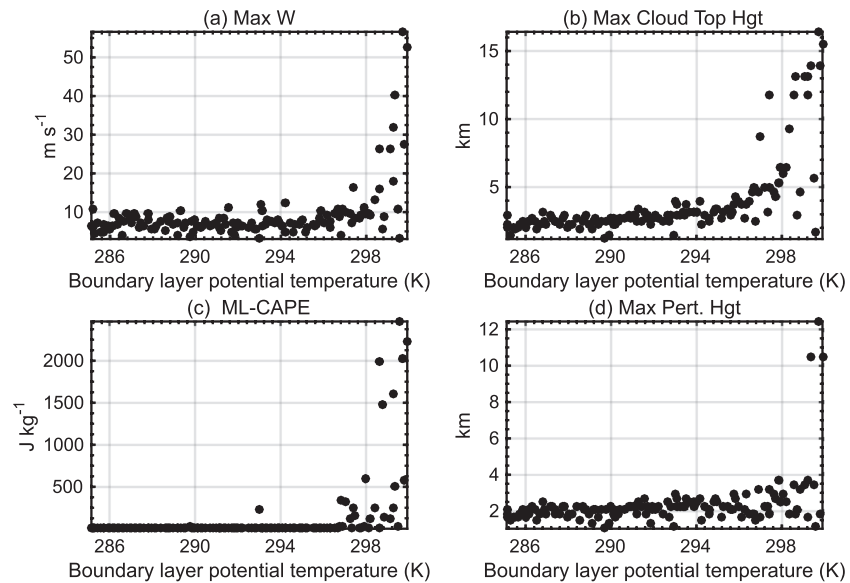 (a) Max W
(b) Max Cloud Top Hgt
50
40
30
20
10
m s⁻¹
15
10
5
km
286 290 294 298
286 290 294 298
Boundary layer potential temperature (K)
Boundary layer potential temperature (K)
(c) ML-CAPE
(d) Max Pert. Hgt
2000
1500
1000
500
J kg⁻¹
12
10
8
6
4
2
km
286 290 294 298
286 290 294 298
Boundary layer potential temperature (K)
Boundary layer potential temperature (K)